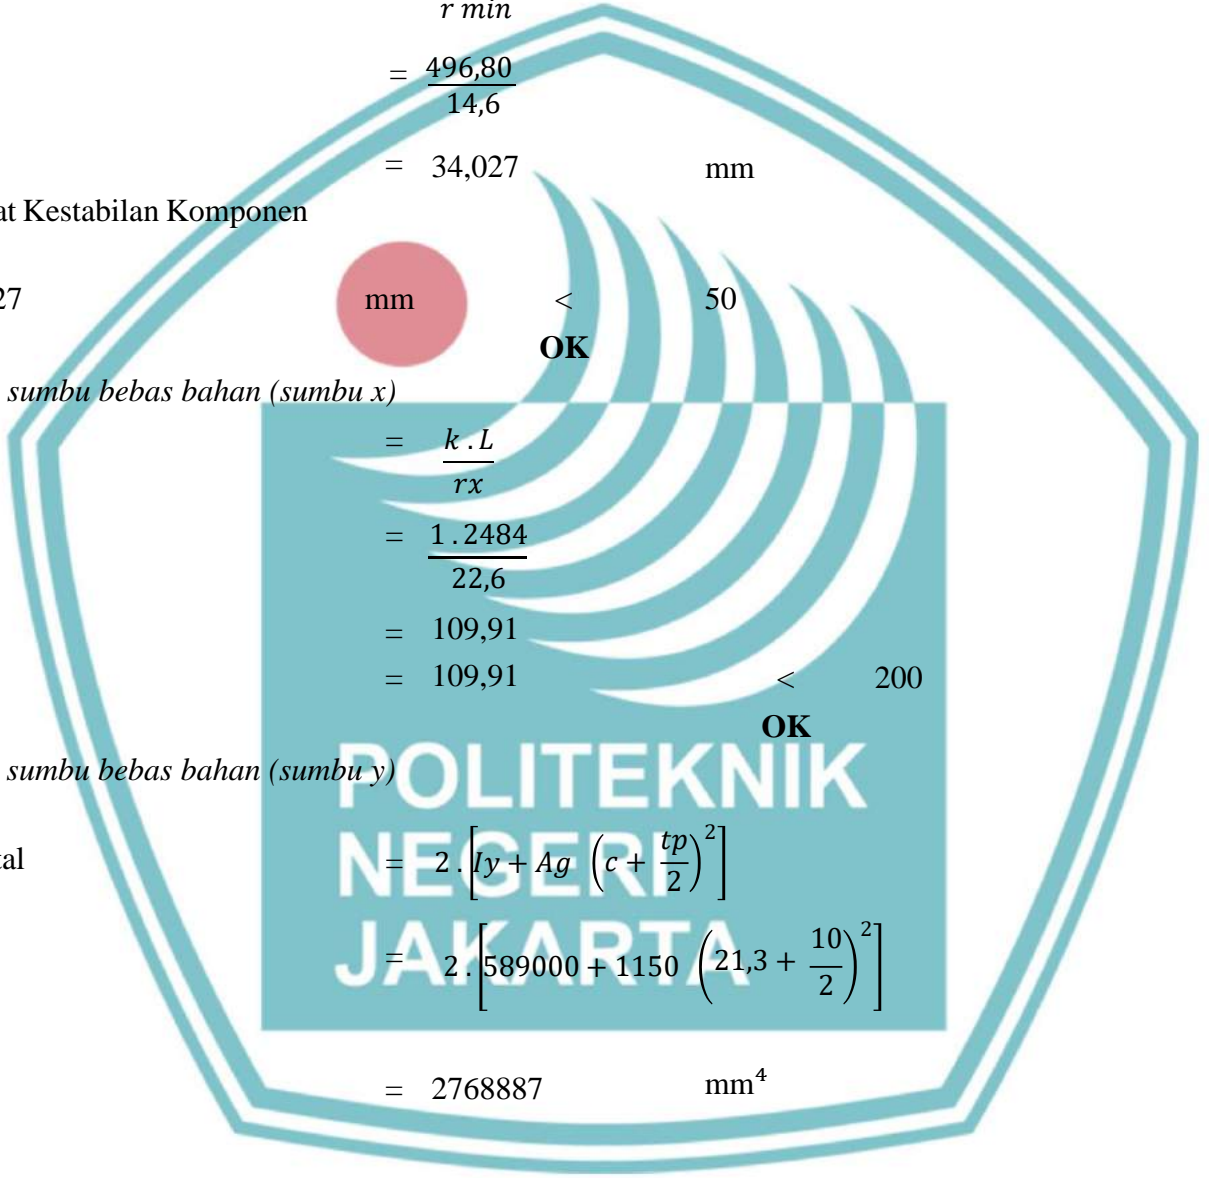 r min
= 496,80 / 14,6
= 34,027 mm
at Kestabilan Komponen
27 mm < 50
OK
sumbu bebas bahan (sumbu x)
= k . L / rx
= 1 . 2484 / 22,6
= 109,91
= 109,91 < 200
OK
sumbu bebas bahan (sumbu y)
tal = 2 . [Iy + Ag (c + tp/2)²]
= 2 . [589000 + 1150 (21,3 + 10/2)²]
= 2768887 mm⁴
POLITEKNIK
NEGERI
JAKARTA